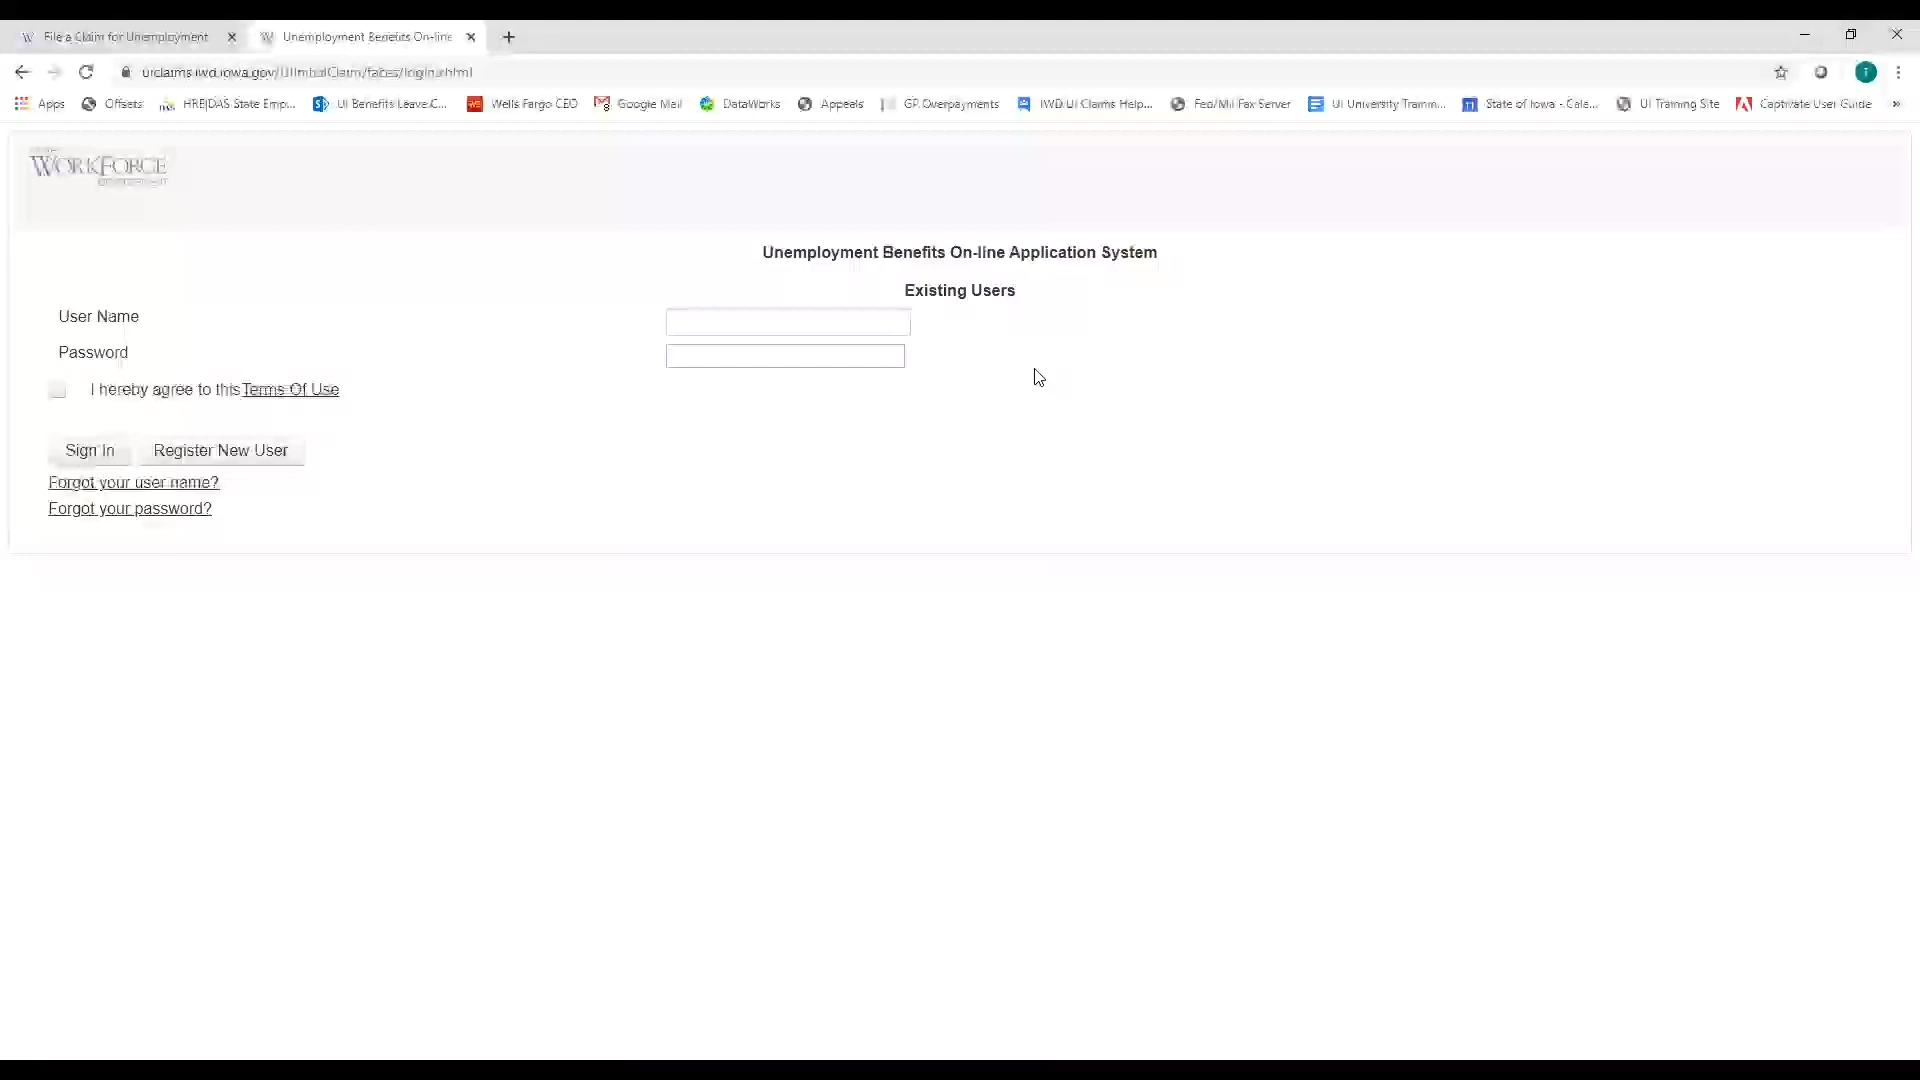 File a Claim for Unemployment
Unemployment Benefits On-line
uiclaims.iwd.iowa.gov/UIInitialClaim/faces/login.xhtml
Apps Offsets HRE|DAS State Emp... UI Benefits Leave C... Wells Fargo CEO Google Mail DataWorks Appeals GP Overpayments IWD UI Claims Help... Fed/Mil Fax Server UI University Trainin... State of Iowa - Cale... UI Training Site Captivate User Guide »
WORKFORCE
Unemployment Benefits On-line Application System
Existing Users
User Name
Password
I hereby agree to this Terms Of Use
Sign In Register New User
Forgot your user name?
Forgot your password?